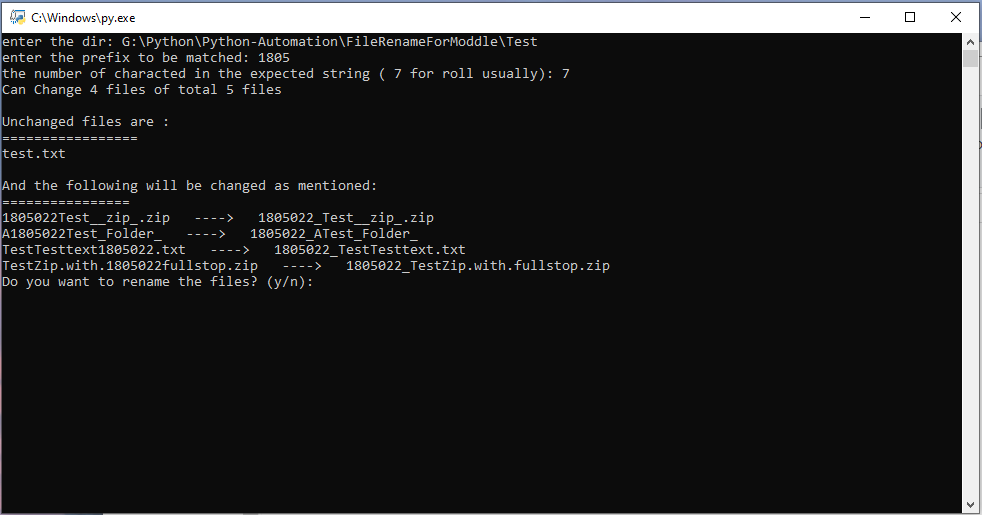 C:\Windows\py.exe
enter the dir: G:\Python\Python-Automation\FileRenameForModdle\Test
enter the prefix to be matched: 1805
the number of characted in the expected string ( 7 for roll usually): 7
Can Change 4 files of total 5 files
Unchanged files are :
=================
test.txt
And the following will be changed as mentioned:
================
1805022Test__zip_.zip   ---->   1805022_Test__zip_.zip
A1805022Test_Folder_   ---->   1805022_ATest_Folder_
TestTesttext1805022.txt   ---->   1805022_TestTesttext.txt
TestZip.with.1805022fullstop.zip   ---->   1805022_TestZip.with.fullstop.zip
Do you want to rename the files? (y/n):